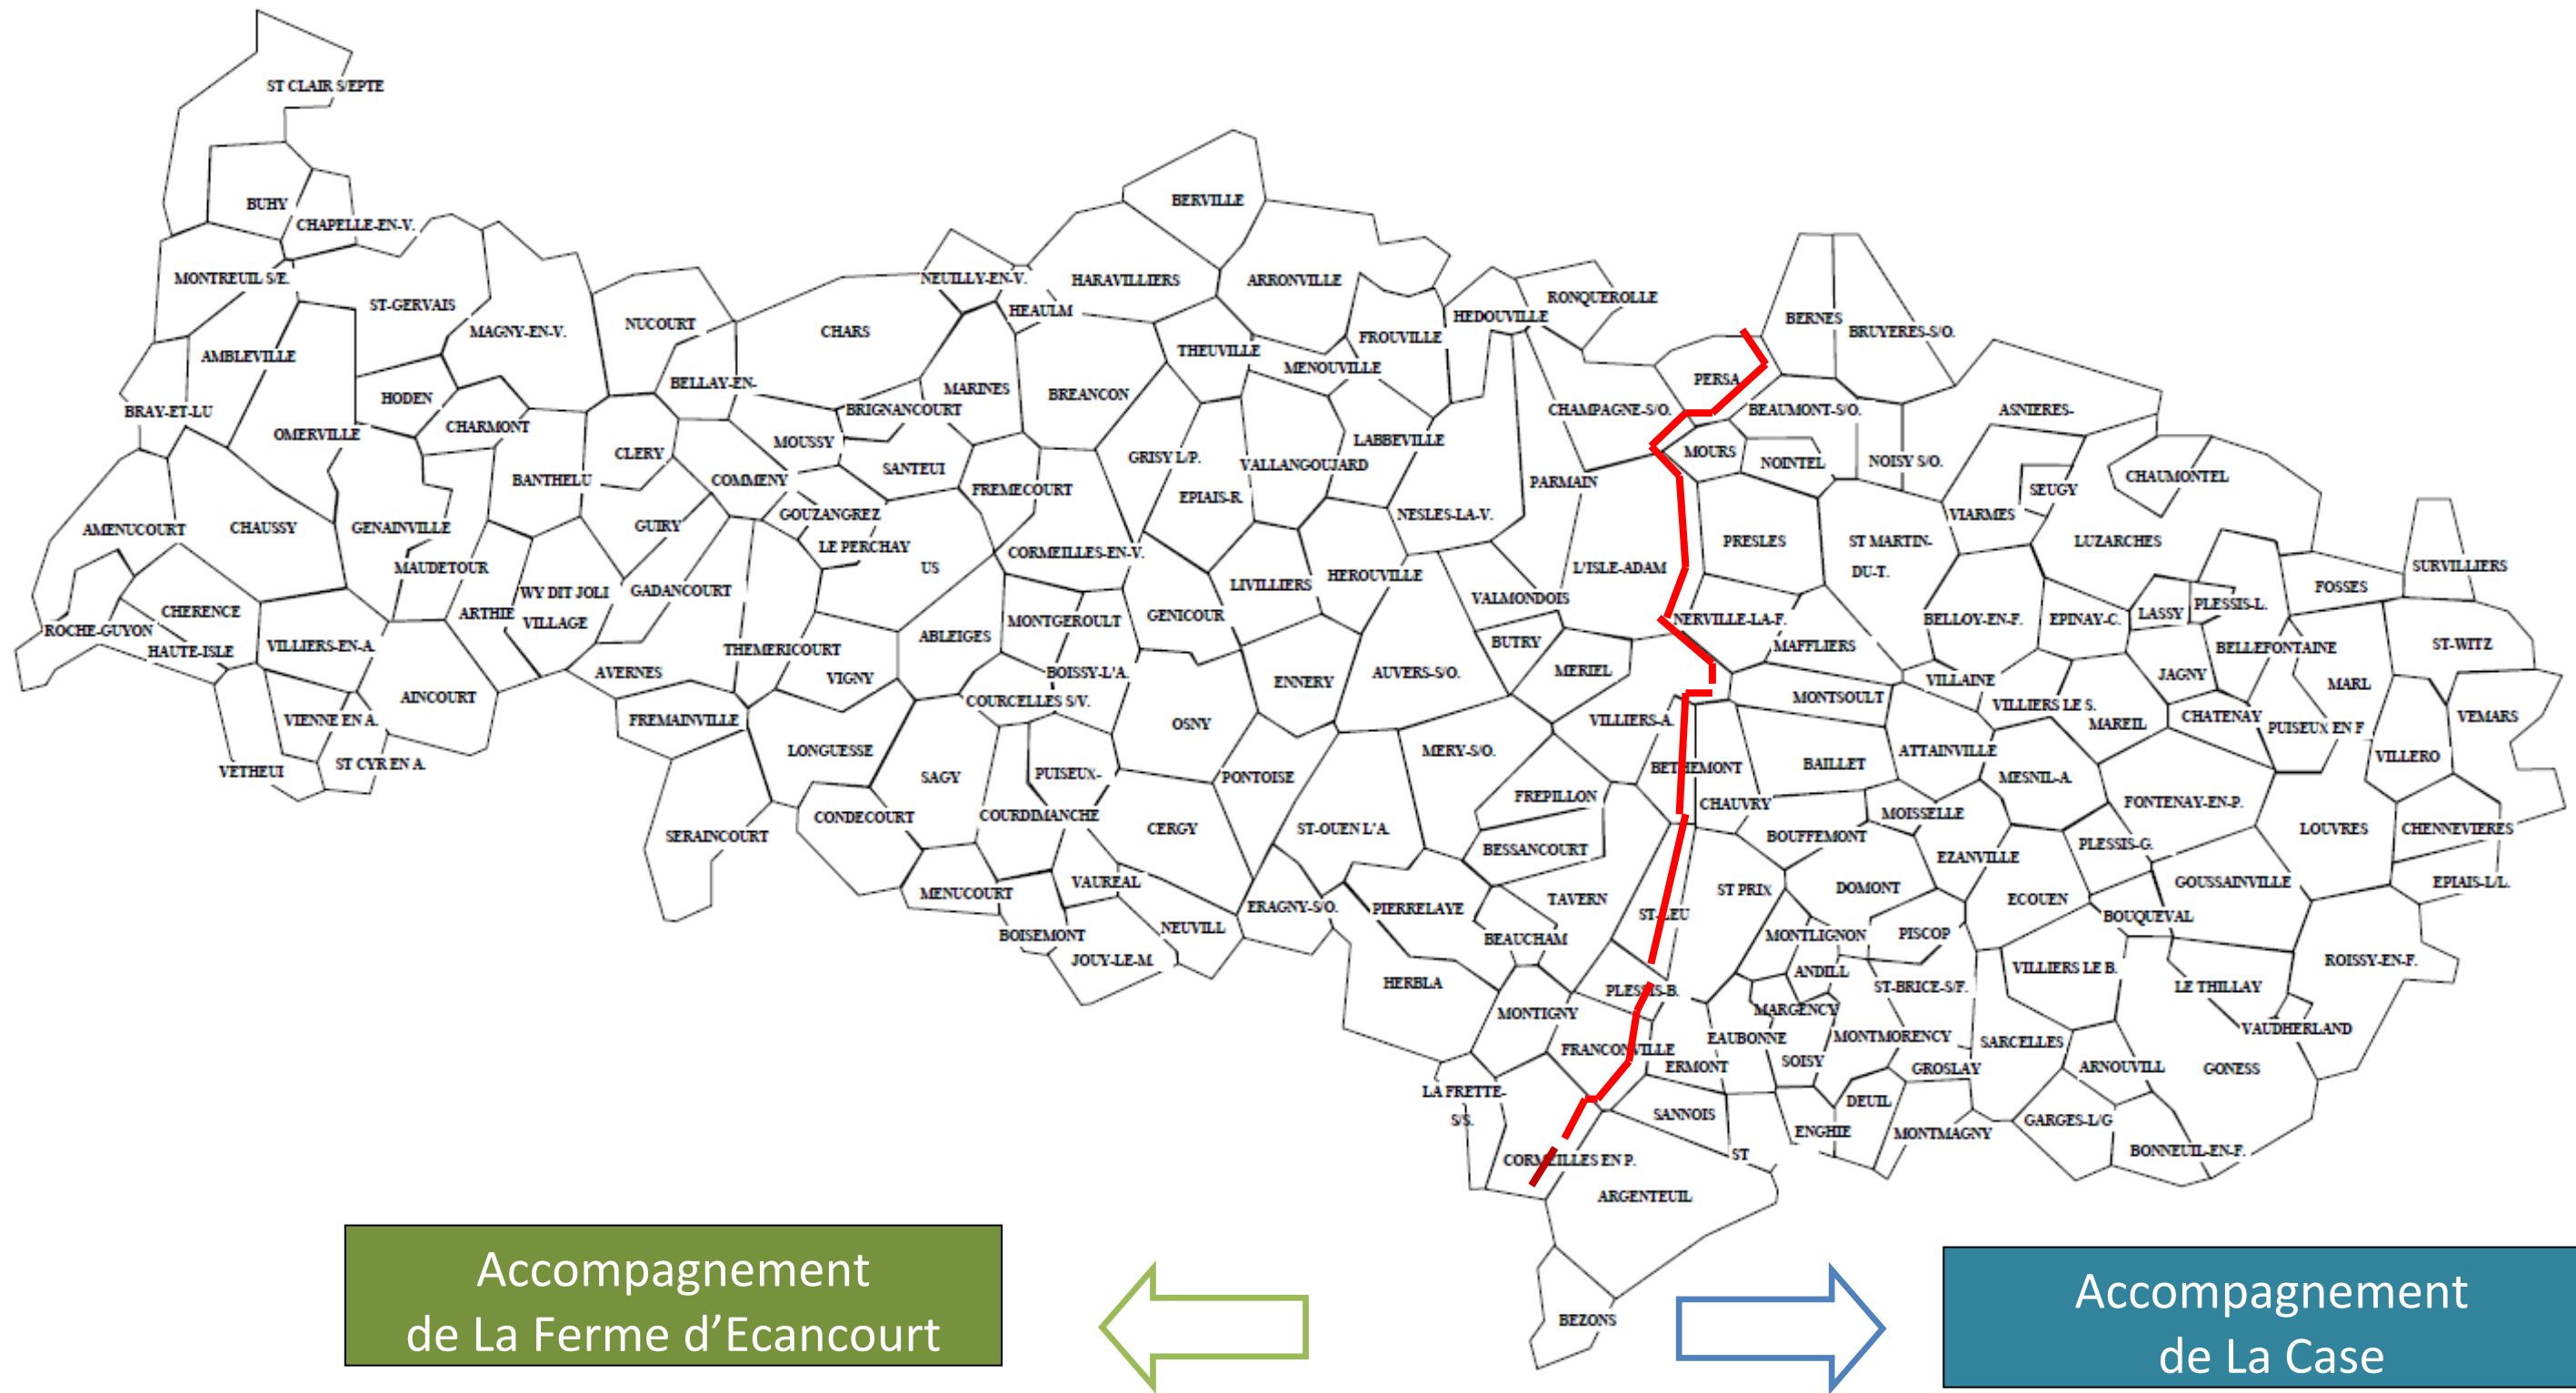 ST CLAIR S/EPTE
BUHY
CHAPELLE-EN-V.
MONTREUIL S/E.
ST-GERVAIS
MAGNY-EN-V.
NUCOURT
CHARS
NEUILLY-EN-V.
HEAULM
HARAVILLIERS
BERVILLE
ARRONVILLE
HEDOUVILLE
RONQUEROLLE
BERNES
BRUYERES-S/O.
AMBLEVILLE
THEUVILLE
FROUVILLE
MENOUVILLE
PERSA
BRAY-ET-LU
HODEN
BELLAY-EN-
MARINES
BREANCON
CHAMPAGNE-S/O.
BEAUMONT-S/O.
ASNIERES-
OMERVILLE
CHARMONT
BRIGNANCOURT
MOUSSY
LABBEVILLE
MOURS
NOINTEL
NOISY S/O.
CLERY
SANTEUI
GRISY L/P.
VALLANGOUJARD
CHAUMONTEL
BANTHELU
COMMENY
FREMECOURT
EPIAIS-R.
PARMAIN
SEUGY
AMENUCOURT
CHAUSSY
GENAINVILLE
GUIRY
GOUZANGREZ
NESLES-LA-V.
VIARMES
LE PERCHAY
CORMEILLES-EN-V.
PRESLES
ST MARTIN-
DU-T.
LUZARCHES
MAUDETOUR
US
LIVILLIERS
HEROUVILLE
L'ISLE-ADAM
SURVILLIERS
FOSSES
CHERENCE
ARTHIE
WY DIT JOLI
VILLAGE
GADANCOURT
MONTGEROULT
GENICOUR
VALMONDOIS
NERVILLE-LA-F.
BELLOY-EN-F.
EPINAY-C.
LASSY
PLESSIS-L.
ROCHE-GUYON
HAUTE-ISLE
VILLIERS-EN-A.
THEMERICOURT
ABLEIGES
BUTRY
MAFFLIERS
BELLEFONTAINE
ST-WITZ
AVERNES
VIGNY
BOISSY-L'A.
ENNERY
AUVERS-S/O.
MERIEL
VILLAINE
JAGNY
MARL
AINCOURT
COURCELLES S/V.
MONTSOULT
VILLIERS LE S.
VIENNE EN A.
FREMAINVILLE
OSNY
VILLIERS-A.
MAREIL
CHATENAY
PUISEUX EN F
VEMARS
VETHEUI
ST CYR EN A.
LONGUESSE
SAGY
PUISEUX-
PONTOISE
MERY-S/O.
BETHEMONT
BAILLET
ATTAINVILLE
MESNIL-A.
VILLERO
CONDECOURT
COURDIMANCHE
CERGY
FREPILLON
CHAUVRY
MOISSELLE
FONTENAY-EN-P.
SERAINCOURT
ST-OUEN L'A.
BOUFFEMONT
LOUVRES
CHENNEVIERES
BESSANCOURT
EZANVILLE
PLESSIS-G.
MENUCOURT
VAUREAL
TAVERN
ST PRIX
DOMONT
ECOUEN
GOUSSAINVILLE
EPIAIS-L/L.
ERAGNY-S/O.
PIERRELAYE
ST-LEU
BOUQUEVAL
BOISEMONT
NEUVILL
BEAUCHAM
MONTLIGNON
PISCOP
JOUY-LE-M.
HERBLA
ANDILL
VILLIERS LE B.
ROISSY-EN-F.
PLESSIS-B.
ST-BRICE-S/F.
LE THILLAY
MONTIGNY
MARGENCY
VAUDHERLAND
FRANCONVILLE
EAUBONNE
MONTMORENCY
SARCELLES
ERMONT
SOISY
GROSLAY
ARNOUVILL
GONESS
LA FRETTE-
S/S.
SANNOIS
DEUIL
GARGES-L/G
ENGHIE
MONTMAGNY
CORMEILLES EN P.
ST
BONNEUIL-EN-F.
ARGENTEUIL
BEZONS
Accompagnement
de La Ferme d’Ecancourt
Accompagnement
de La Case